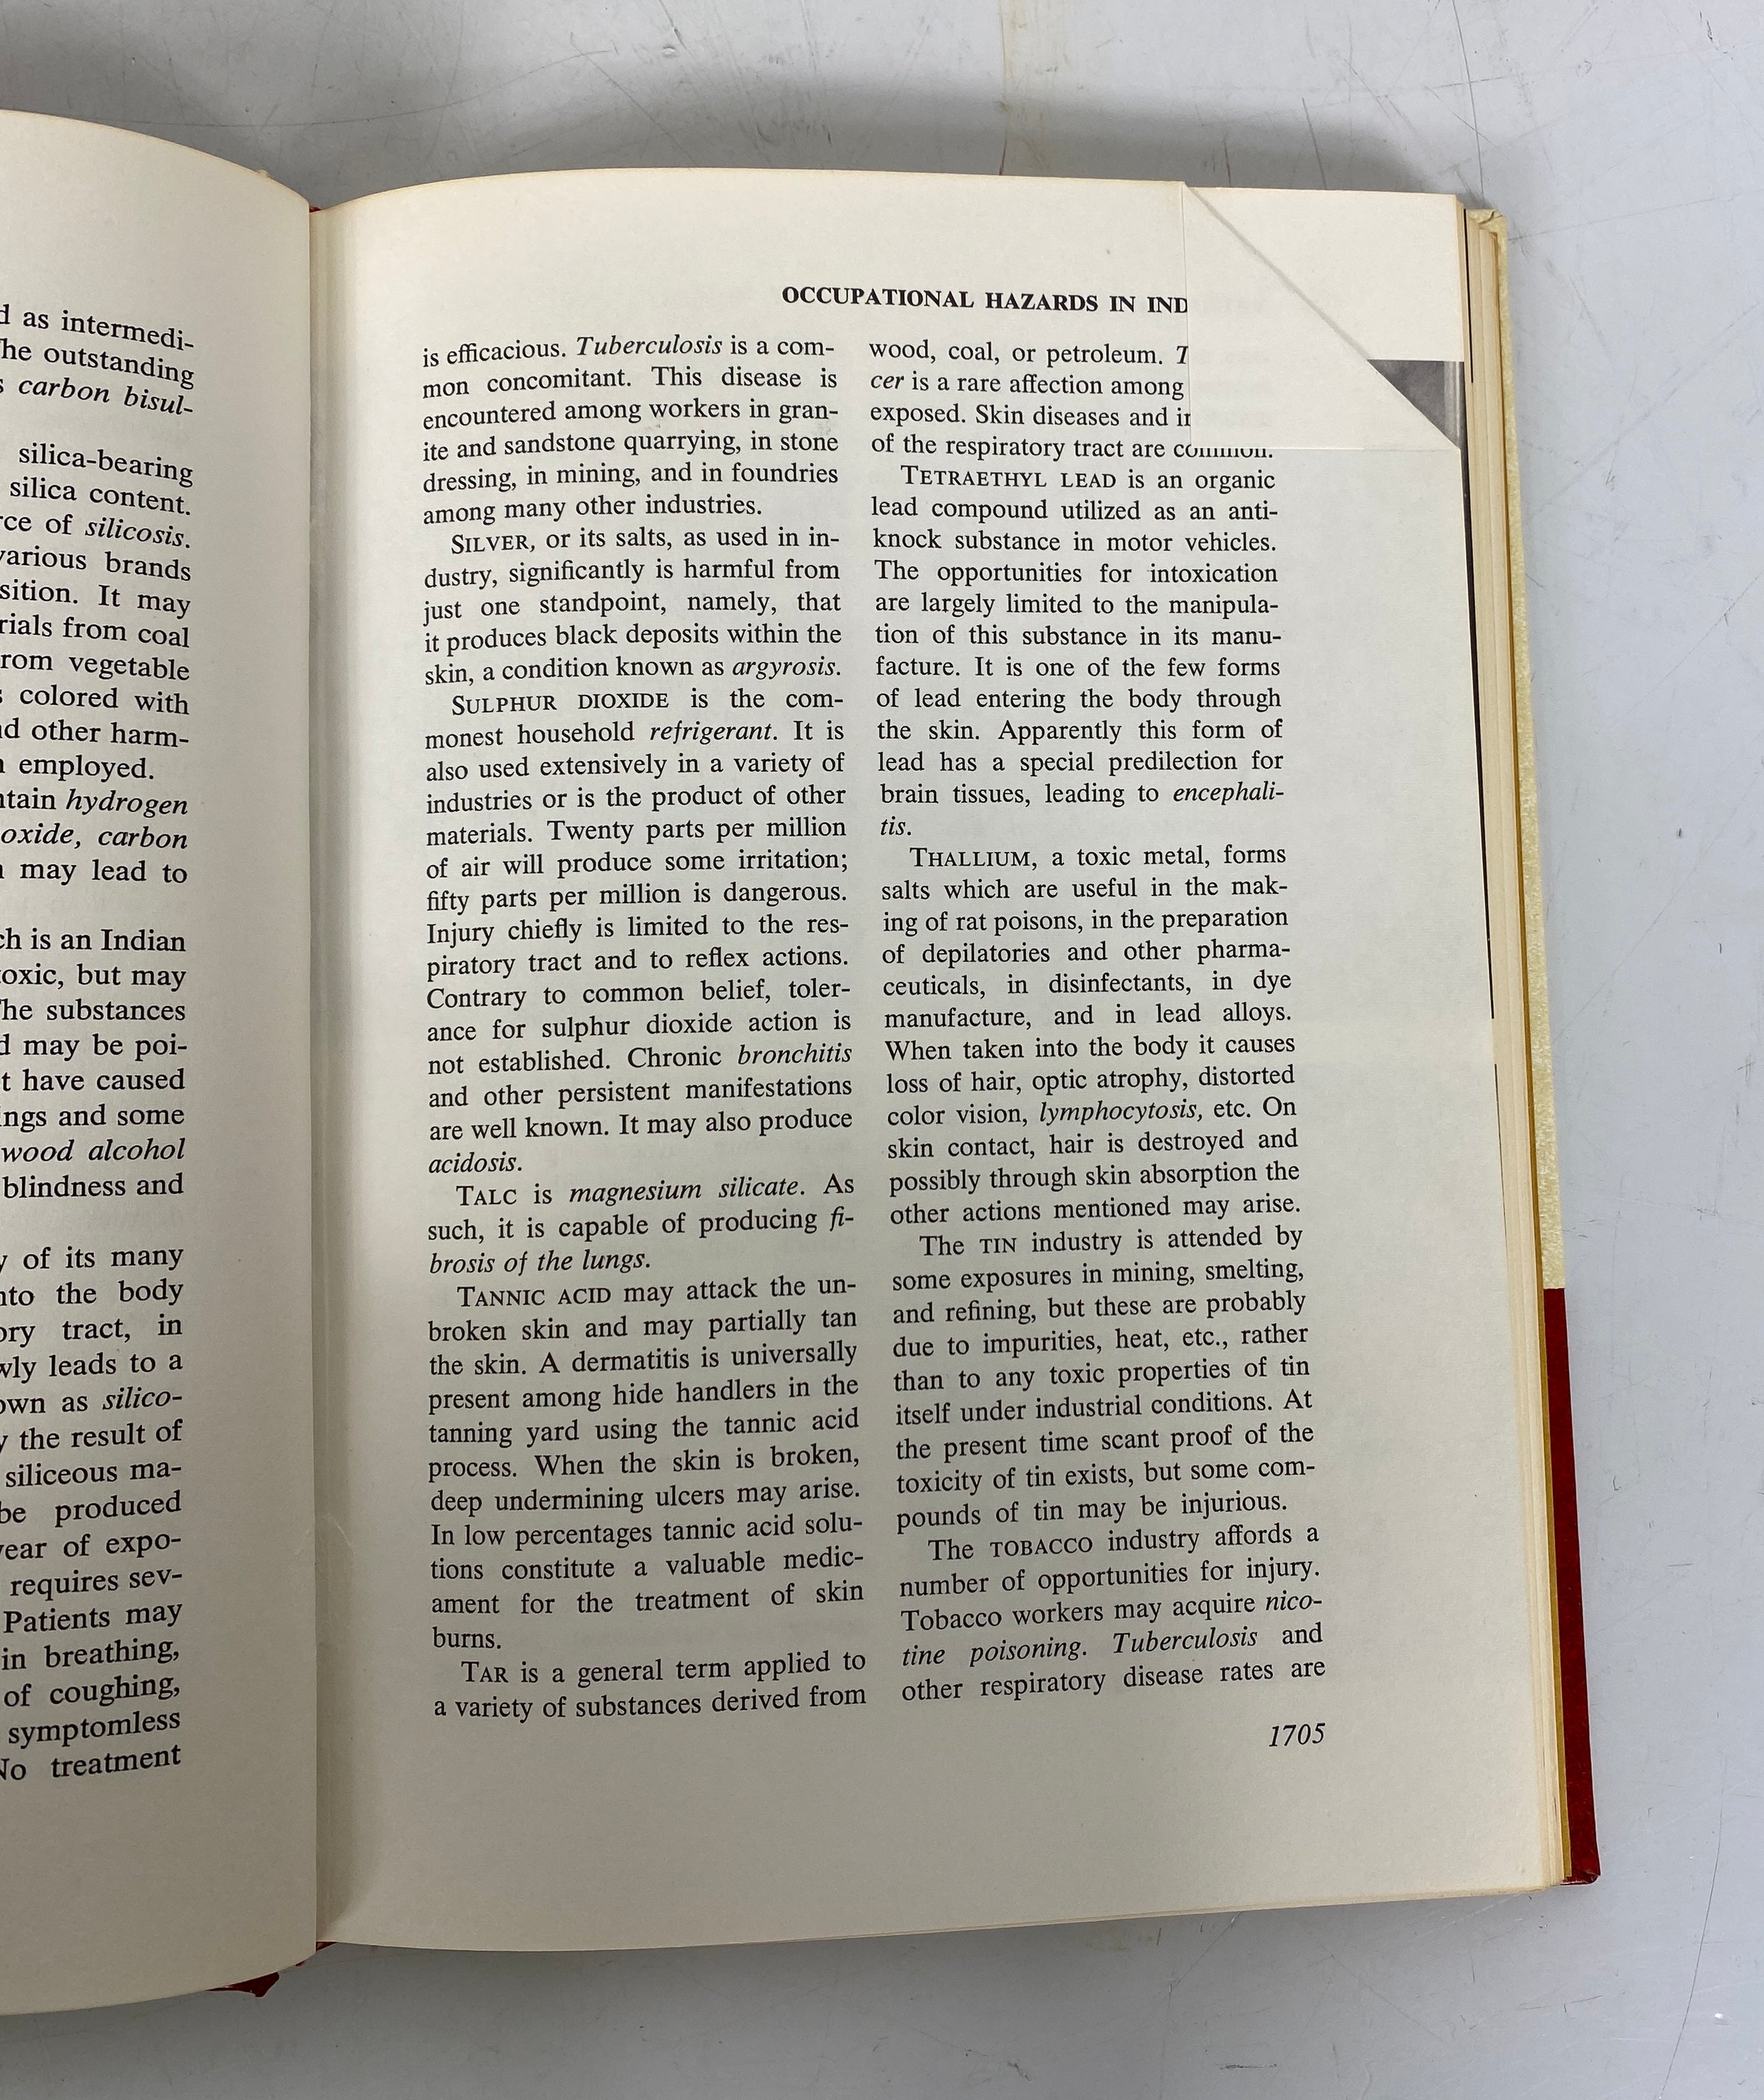 d as intermedi-
he outstanding
carbon bisul-
silica-bearing
silica content.
rce of silicosis.
various brands
sition. It may
rials from coal
rom vegetable
colored with
nd other harm-
employed.
ntain hydrogen
oxide, carbon
may lead to
ch is an Indian
oxic, but may
The substances
d may be poi-
t have caused
ings and some
wood alcohol
blindness and
y of its many
nto the body
ory tract, in
wly leads to a
own as silico-
y the result of
siliceous ma-
be produced
year of expo-
requires sev-
Patients may
in breathing,
of coughing,
symptomless
No treatment
OCCUPATIONAL HAZARDS IN IND
is efficacious. Tuberculosis is a com-
mon concomitant. This disease is
encountered among workers in gran-
ite and sandstone quarrying, in stone
dressing, in mining, and in foundries
among many other industries.
SILVER, or its salts, as used in in-
dustry, significantly is harmful from
just one standpoint, namely, that
it produces black deposits within the
skin, a condition known as argyrosis.
SULPHUR DIOXIDE is the com-
monest household refrigerant. It is
also used extensively in a variety of
industries or is the product of other
materials. Twenty parts per million
of air will produce some irritation;
fifty parts per million is dangerous.
Injury chiefly is limited to the res-
piratory tract and to reflex actions.
Contrary to common belief, toler-
ance for sulphur dioxide action is
not established. Chronic bronchitis
and other persistent manifestations
are well known. It may also produce
acidosis.
TALC is magnesium silicate. As
such, it is capable of producing fi-
brosis of the lungs.
TANNIC ACID may attack the un-
broken skin and may partially tan
the skin. A dermatitis is universally
present among hide handlers in the
tanning yard using the tannic acid
process. When the skin is broken,
deep undermining ulcers may arise.
In low percentages tannic acid solu-
tions constitute a valuable medic-
ament for the treatment of skin
burns.
TAR is a general term applied to
a variety of substances derived from
wood, coal, or petroleum. T
cer is a rare affection among
exposed. Skin diseases and ir
of the respiratory tract are common.
TETRAETHYL LEAD is an organic
lead compound utilized as an anti-
knock substance in motor vehicles.
The opportunities for intoxication
are largely limited to the manipula-
tion of this substance in its manu-
facture. It is one of the few forms
of lead entering the body through
the skin. Apparently this form of
lead has a special predilection for
brain tissues, leading to encephali-
tis.
THALLIUM, a toxic metal, forms
salts which are useful in the mak-
ing of rat poisons, in the preparation
of depilatories and other pharma-
ceuticals, in disinfectants, in dye
manufacture, and in lead alloys.
When taken into the body it causes
loss of hair, optic atrophy, distorted
color vision, lymphocytosis, etc. On
skin contact, hair is destroyed and
possibly through skin absorption the
other actions mentioned may arise.
The TIN industry is attended by
some exposures in mining, smelting,
and refining, but these are probably
due to impurities, heat, etc., rather
than to any toxic properties of tin
itself under industrial conditions. At
the present time scant proof of the
toxicity of tin exists, but some com-
pounds of tin may be injurious.
The TOBACCO industry affords a
number of opportunities for injury.
Tobacco workers may acquire nico-
tine poisoning. Tuberculosis and
other respiratory disease rates are
1705